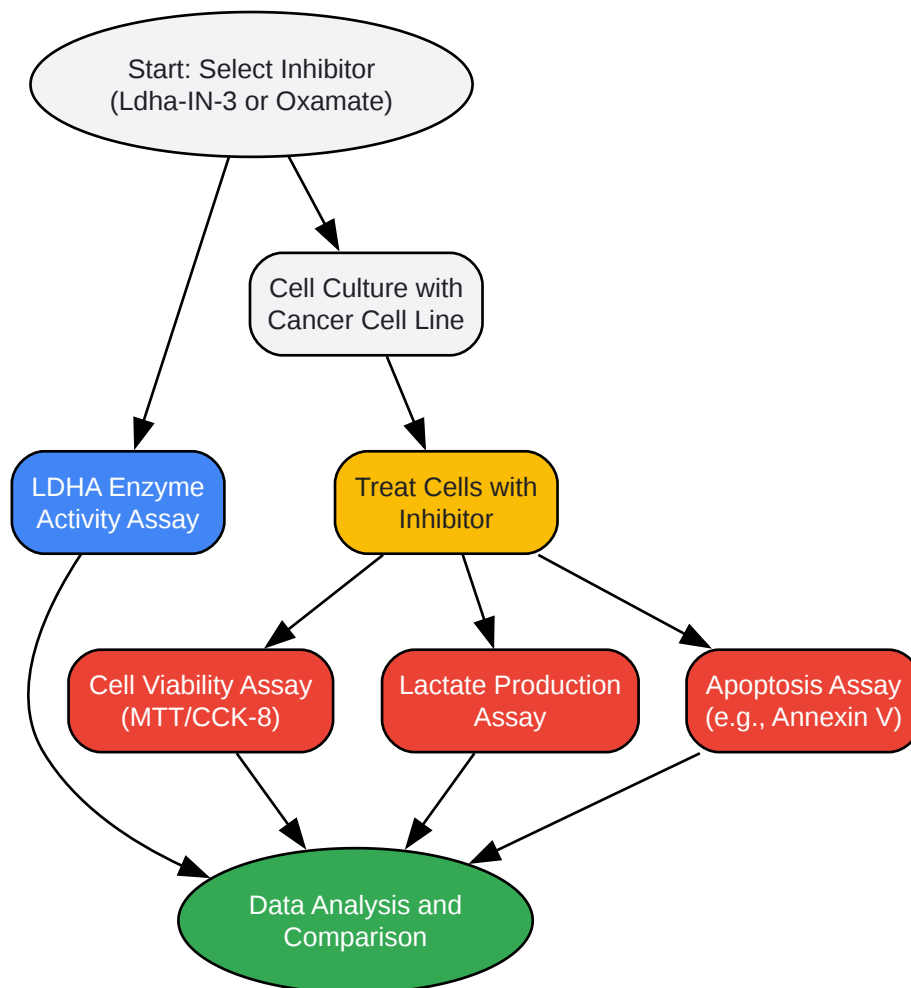 Start: Select Inhibitor
(Ldha-IN-3 or Oxamate)
Cell Culture with
Cancer Cell Line
LDHA Enzyme
Activity Assay
Treat Cells with
Inhibitor
Cell Viability Assay
(MTT/CCK-8)
Lactate Production
Assay
Apoptosis Assay
(e.g., Annexin V)
Data Analysis and
Comparison